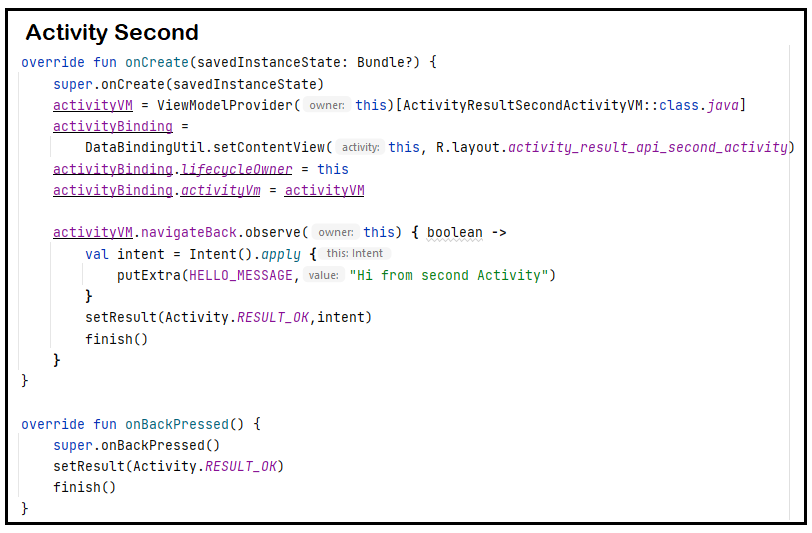 Activity Second
override fun onCreate(savedInstanceState: Bundle?) {
super.onCreate(savedInstanceState)
activityVM = ViewModelProvider( owner: this)[ActivityResultSecondActivityVM::class.java]
activityBinding =
DataBindingUtil.setContentView( activity: this, R.layout.activity_result_api_second_activity)
activityBinding.lifecycleOwner = this
activityBinding.activityVm = activityVM
activityVM.navigateBack.observe( owner: this) { boolean ->
val intent = Intent().apply { this: Intent
putExtra(HELLO_MESSAGE, value: "Hi from second Activity")
}
setResult(Activity.RESULT_OK,intent)
finish()
}
}
override fun onBackPressed() {
super.onBackPressed()
setResult(Activity.RESULT_OK)
finish()
}